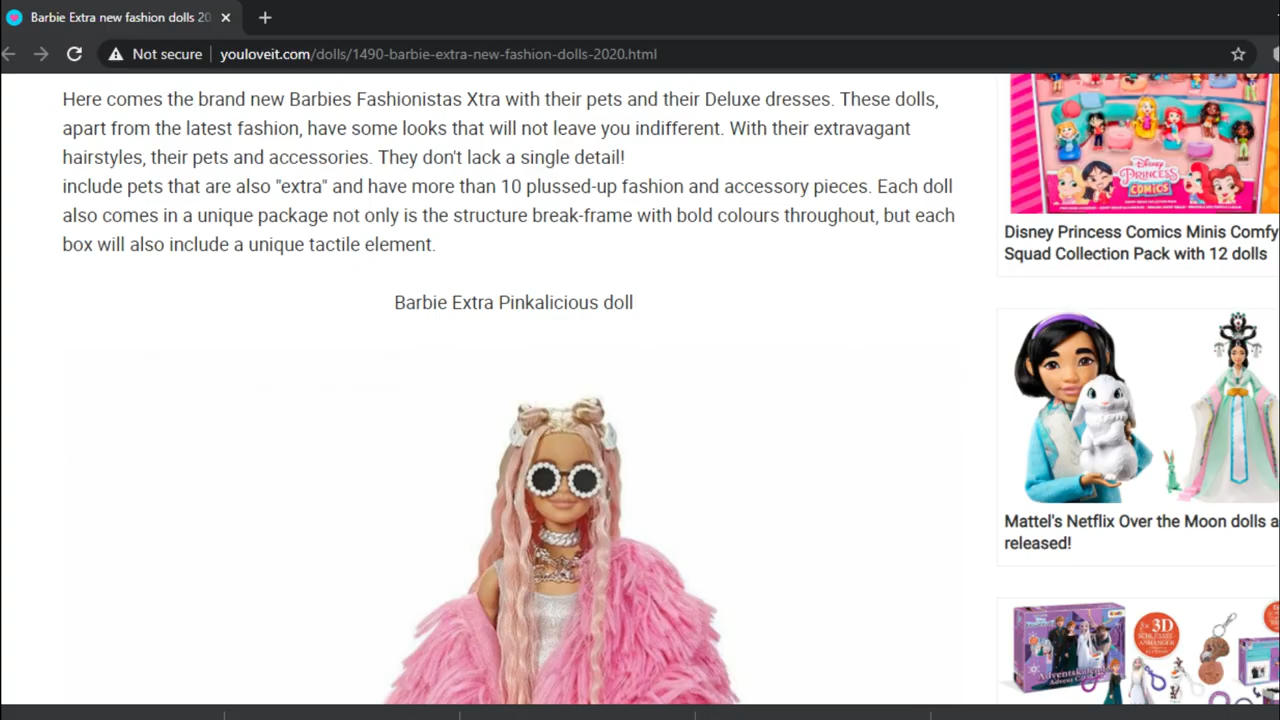 Barbie Extra new fashion dolls 20
Not secure
youloveit.com/dolls/1490-barbie-extra-new-fashion-dolls-2020.html
Here comes the brand new Barbies Fashionistas Xtra with their pets and their Deluxe dresses. These dolls,
apart from the latest fashion, have some looks that will not leave you indifferent. With their extravagant
hairstyles, their pets and accessories. They don't lack a single detail!
include pets that are also "extra" and have more than 10 plussed-up fashion and accessory pieces. Each doll
also comes in a unique package not only is the structure break-frame with bold colours throughout, but each
box will also include a unique tactile element.
Barbie Extra Pinkalicious doll
Disney
PRINCESS
COMICS
Disney Princess Comics Minis Comfy
Squad Collection Pack with 12 dolls
Mattel's Netflix Over the Moon dolls a
released!
3D
Adventskalender